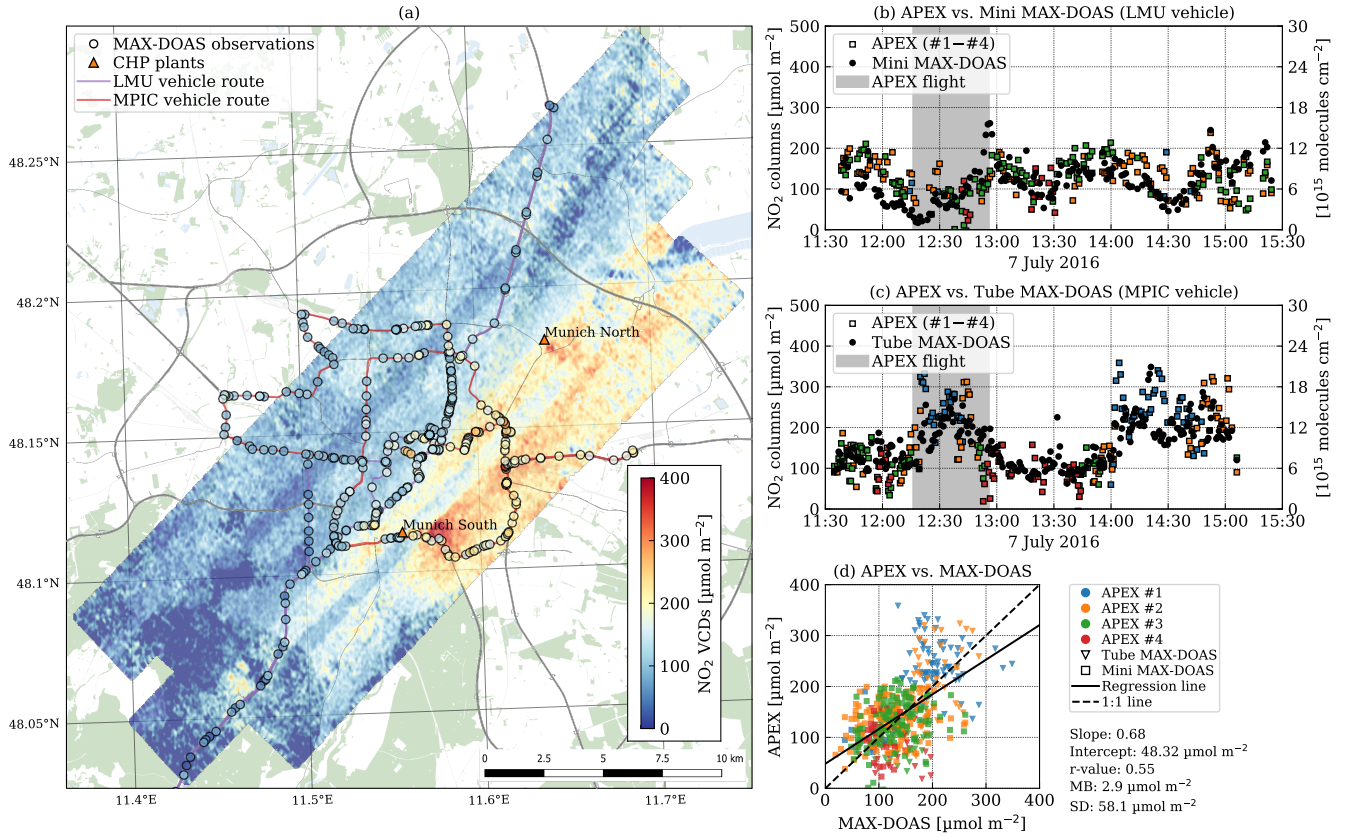 (a)
MAX-DOAS observations
CHP plants
LMU vehicle route
MPIC vehicle route
48.25°N
48.2°N
48.15°N
48.1°N
48.05°N
11.4°E
11.5°E
11.6°E
11.7°E
Munich North
Munich South
400
300
200
100
0
NO₂ VCDs [µmol m⁻²]
0
2.5
5
7.5
10 km
(b) APEX vs. Mini MAX-DOAS (LMU vehicle)
APEX (#1−#4)
Mini MAX-DOAS
APEX flight
500
400
300
200
100
0
NO₂ columns [µmol m⁻²]
30
24
18
12
6
0
[10¹⁵ molecules cm⁻²]
11:30
12:00
12:30
13:00
13:30
14:00
14:30
15:00
15:30
7 July 2016
(c) APEX vs. Tube MAX-DOAS (MPIC vehicle)
APEX (#1−#4)
Tube MAX-DOAS
APEX flight
500
400
300
200
100
0
NO₂ columns [µmol m⁻²]
30
24
18
12
6
0
[10¹⁵ molecules cm⁻²]
11:30
12:00
12:30
13:00
13:30
14:00
14:30
15:00
15:30
7 July 2016
(d) APEX vs. MAX-DOAS
400
300
200
100
0
APEX [µmol m⁻²]
0
100
200
300
400
MAX-DOAS [µmol m⁻²]
APEX #1
APEX #2
APEX #3
APEX #4
Tube MAX-DOAS
Mini MAX-DOAS
Regression line
1:1 line
Slope: 0.68
Intercept: 48.32 µmol m⁻²
r-value: 0.55
MB: 2.9 µmol m⁻²
SD: 58.1 µmol m⁻²